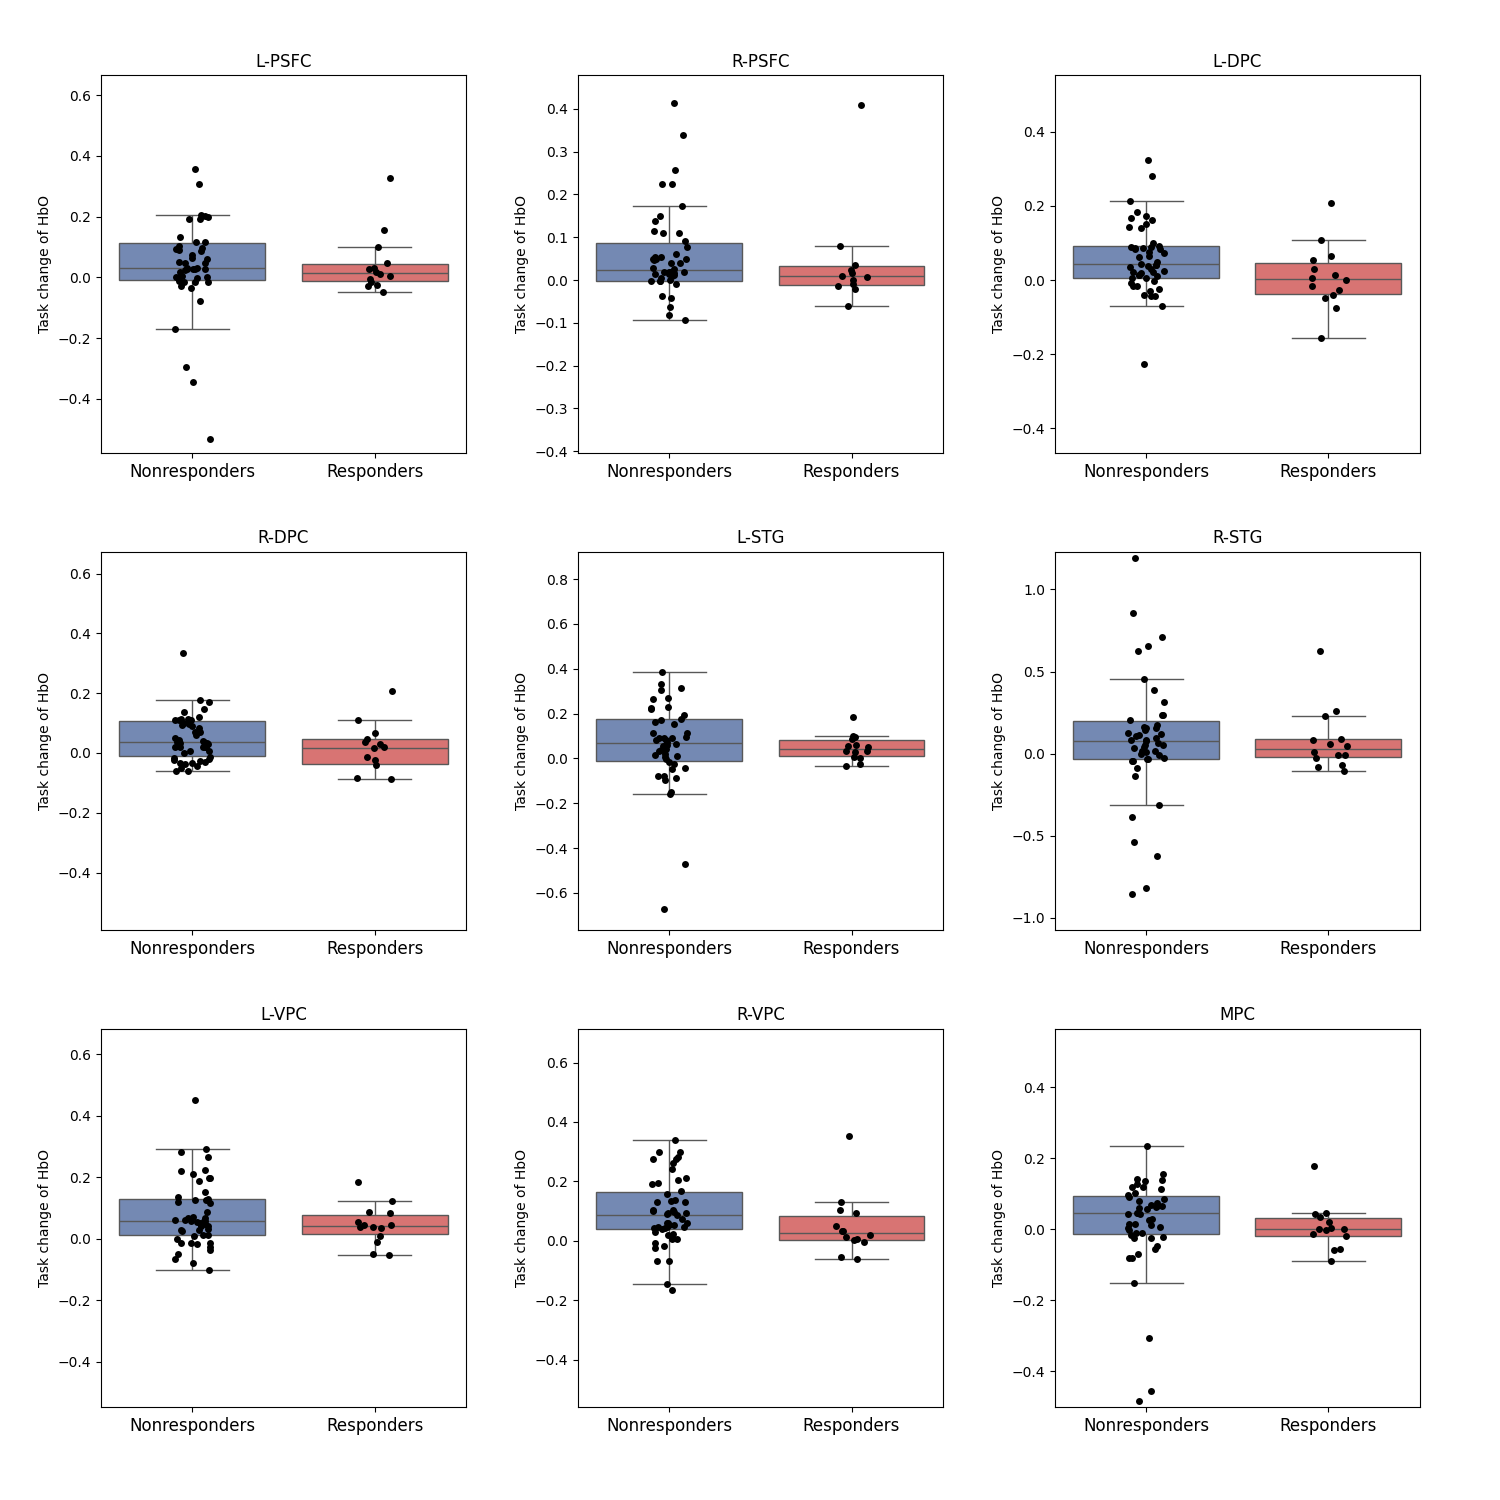 L-PSFC
R-PSFC
L-DPC
Task change of HbO
0.6
0.4
0.2
0.0
−0.2
−0.4
Nonresponders
Responders
Task change of HbO
0.4
0.3
0.2
0.1
0.0
−0.1
−0.2
−0.3
−0.4
Nonresponders
Responders
Task change of HbO
0.4
0.2
0.0
−0.2
−0.4
Nonresponders
Responders
R-DPC
L-STG
R-STG
Task change of HbO
0.6
0.4
0.2
0.0
−0.2
−0.4
Nonresponders
Responders
Task change of HbO
0.8
0.6
0.4
0.2
0.0
−0.2
−0.4
−0.6
Nonresponders
Responders
Task change of HbO
1.0
0.5
0.0
−0.5
−1.0
Nonresponders
Responders
L-VPC
R-VPC
MPC
Task change of HbO
0.6
0.4
0.2
0.0
−0.2
−0.4
Nonresponders
Responders
Task change of HbO
0.6
0.4
0.2
0.0
−0.2
−0.4
Nonresponders
Responders
Task change of HbO
0.4
0.2
0.0
−0.2
−0.4
Nonresponders
Responders